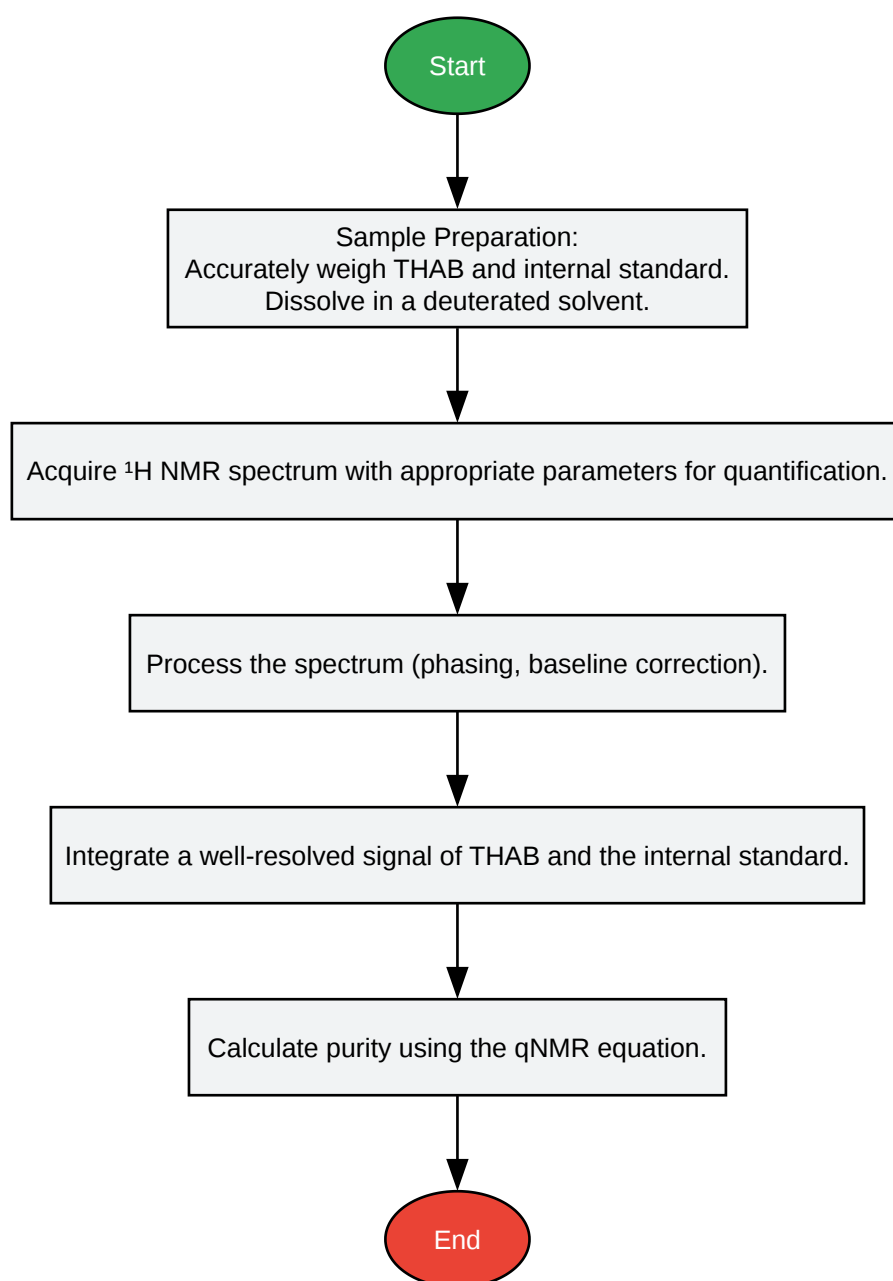 Start
Sample Preparation:
Accurately weigh THAB and internal standard.
Dissolve in a deuterated solvent.
Acquire ¹H NMR spectrum with appropriate parameters for quantification.
Process the spectrum (phasing, baseline correction).
Integrate a well-resolved signal of THAB and the internal standard.
Calculate purity using the qNMR equation.
End